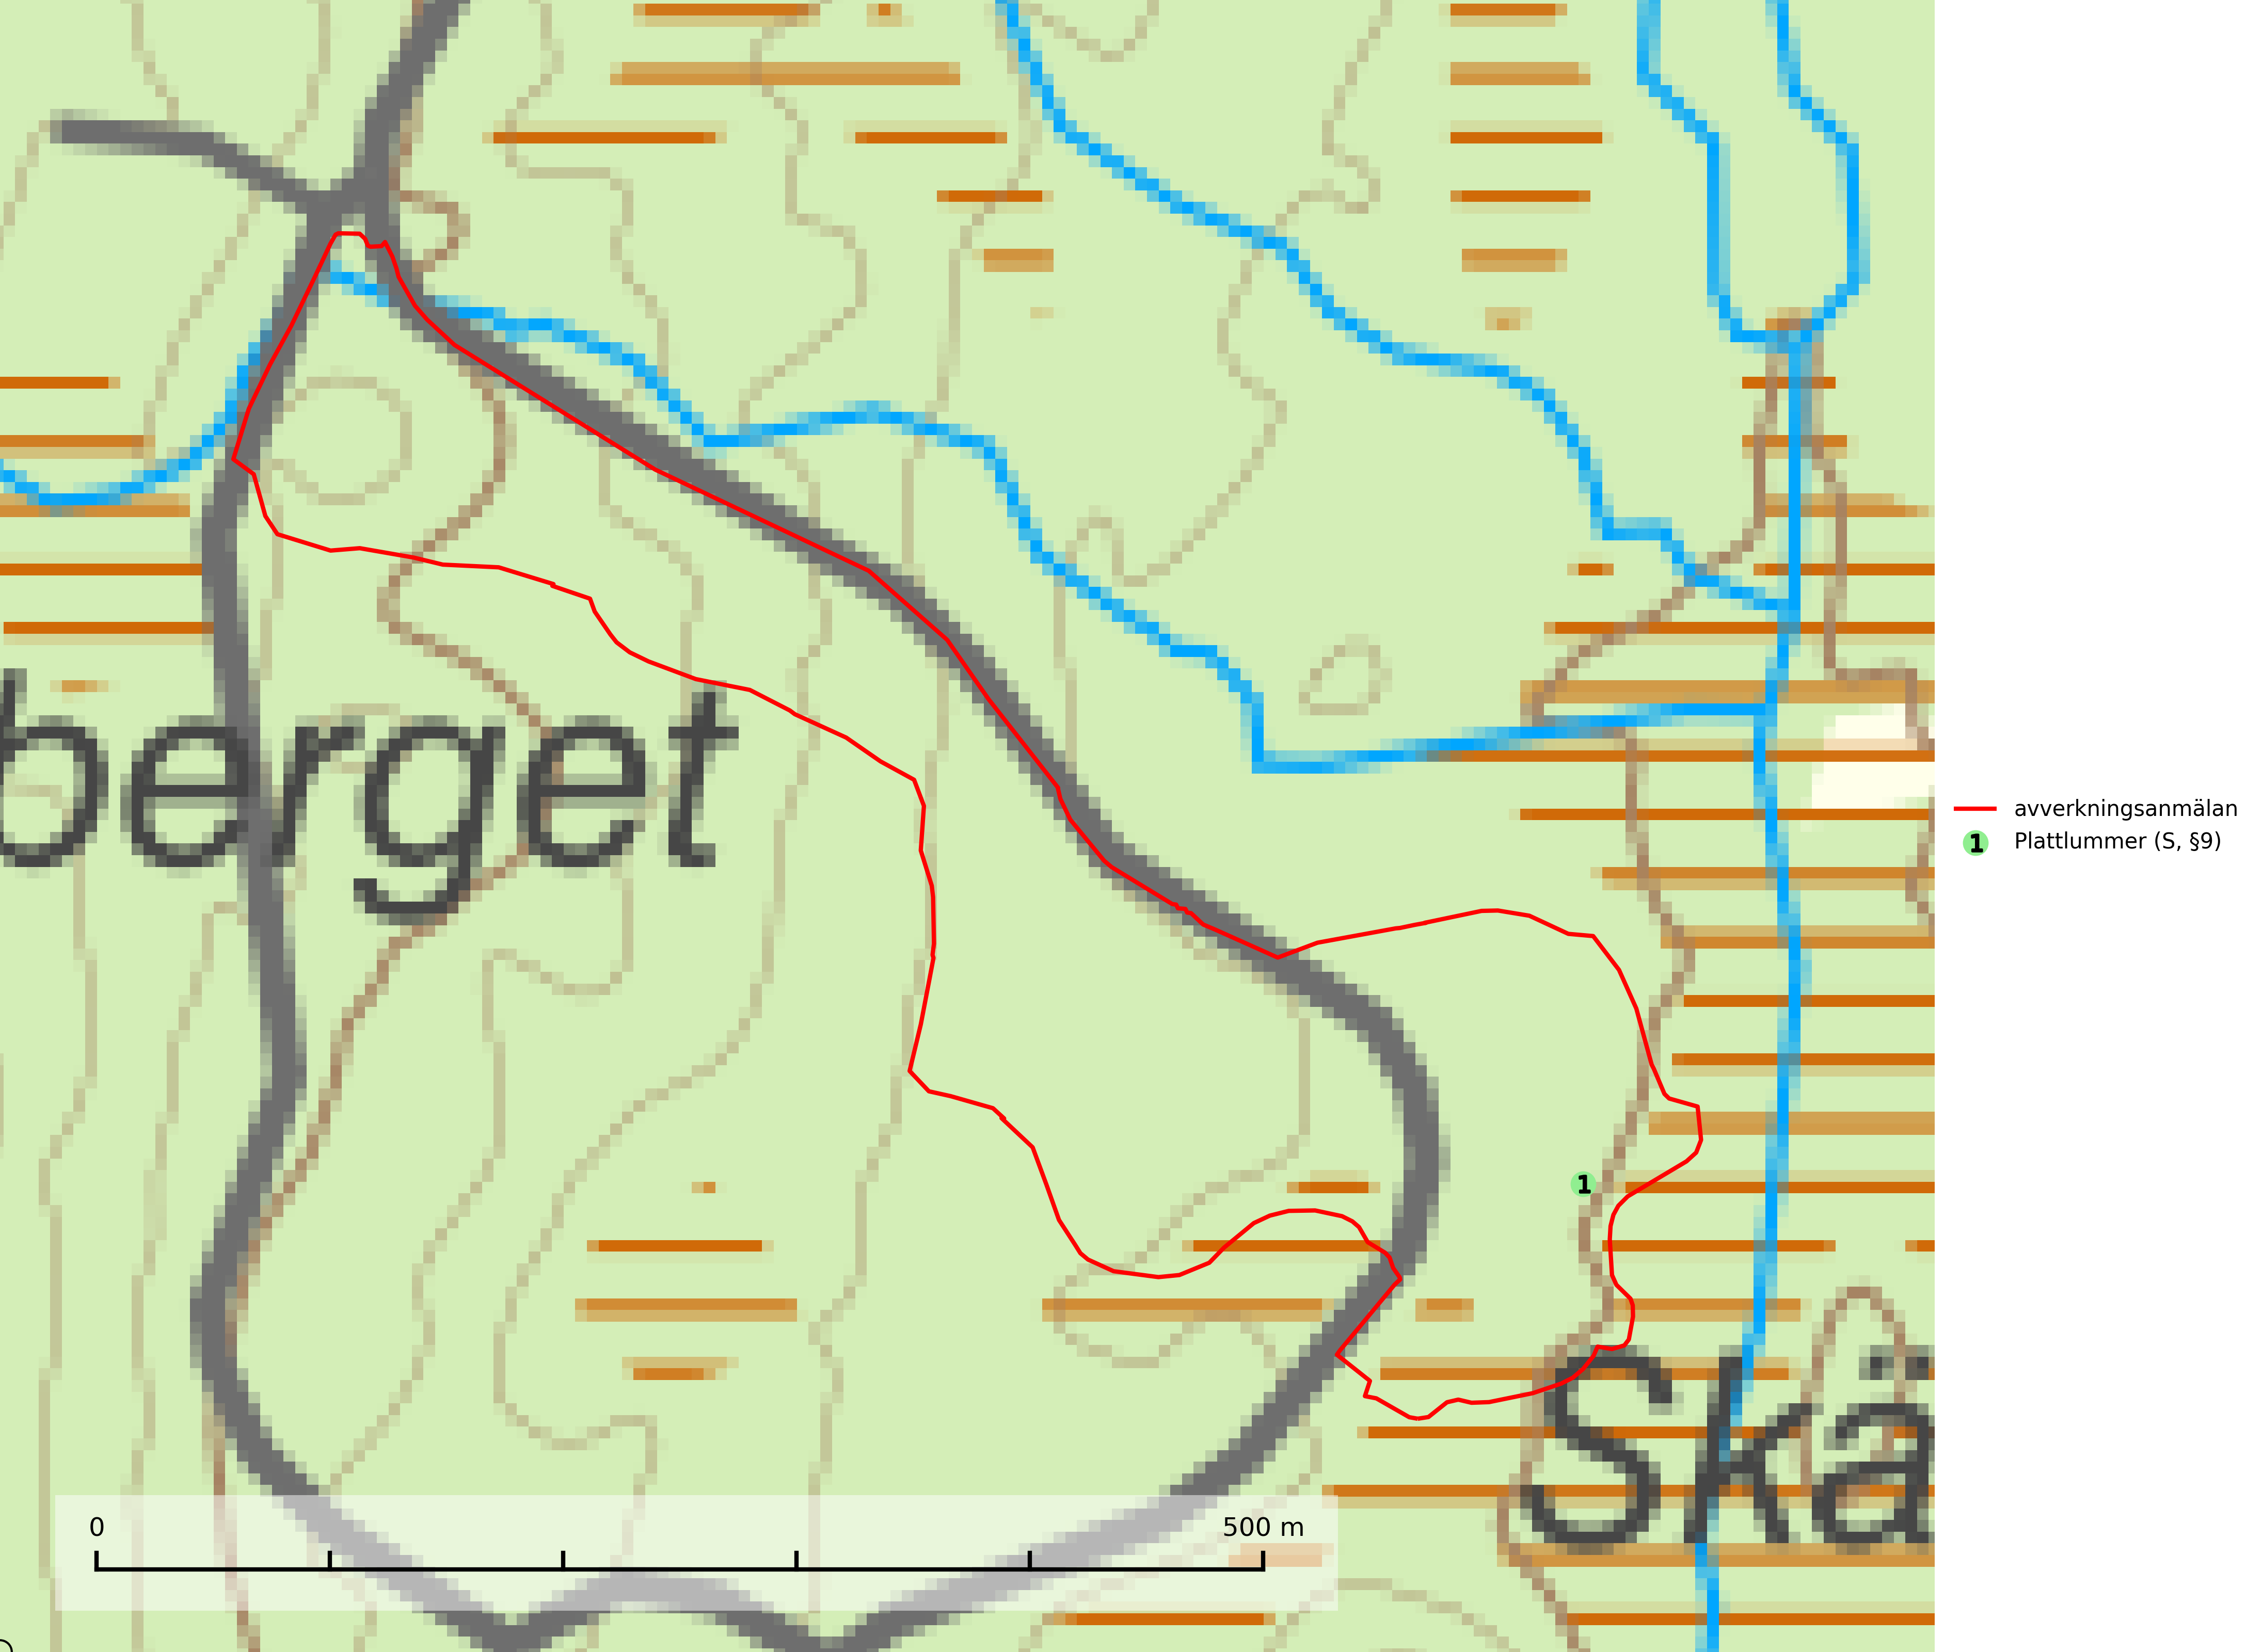 berget
avverkningsanmälan
1 Plattlummer (S, §9)
1
Skä
0 500 m